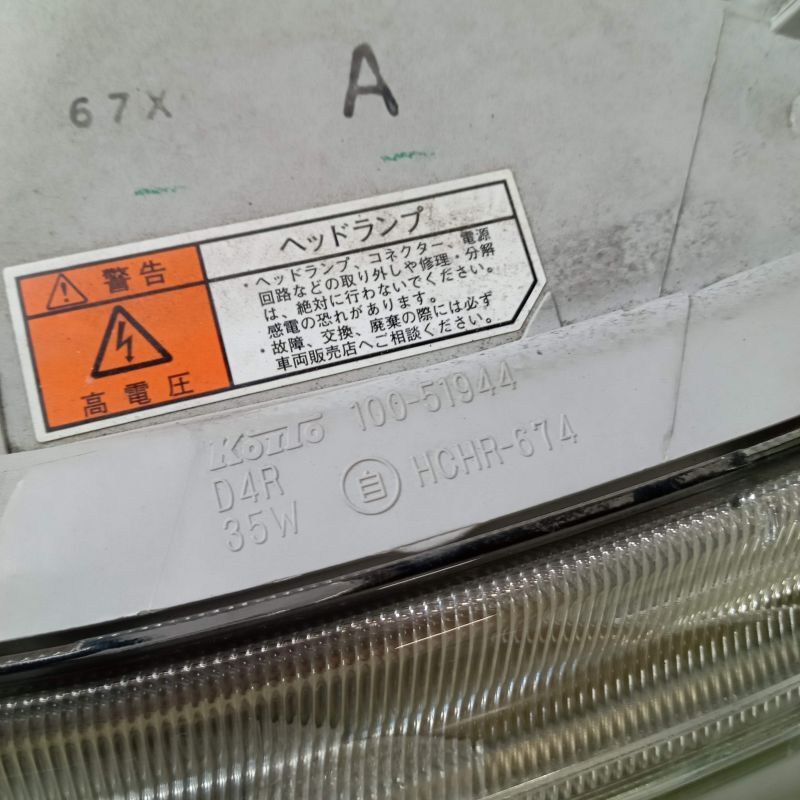 67X
A
警告
高電圧
ヘッドランプ
・ヘッドランプ、コネクター、電源
回路などの取り外しや修理・分解
は、絶対に行わないでください。
感電の恐れがあります。
・故障、交換、廃棄の際には必ず
車両販売店へご相談ください。
KOITO 100-51944
D4R
35W
自 HCHR-674